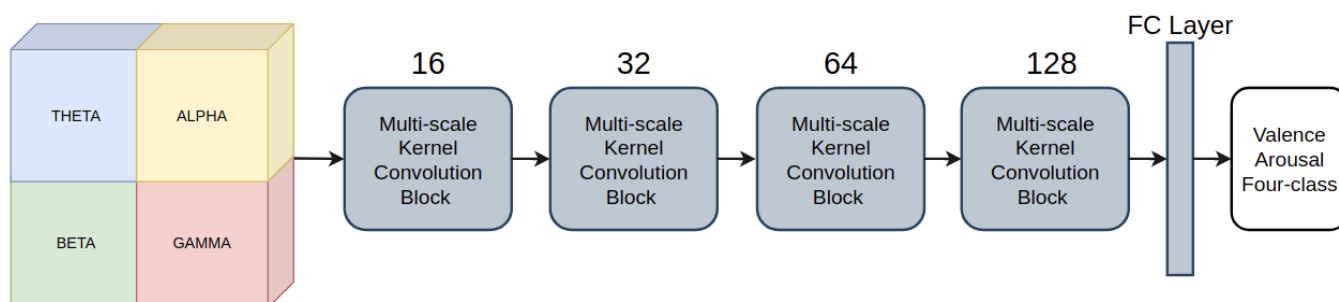 THETA
ALPHA
BETA
GAMMA
16
Multi-scale
Kernel
Convolution
Block
32
Multi-scale
Kernel
Convolution
Block
64
Multi-scale
Kernel
Convolution
Block
128
Multi-scale
Kernel
Convolution
Block
FC Layer
Valence
Arousal
Four-class